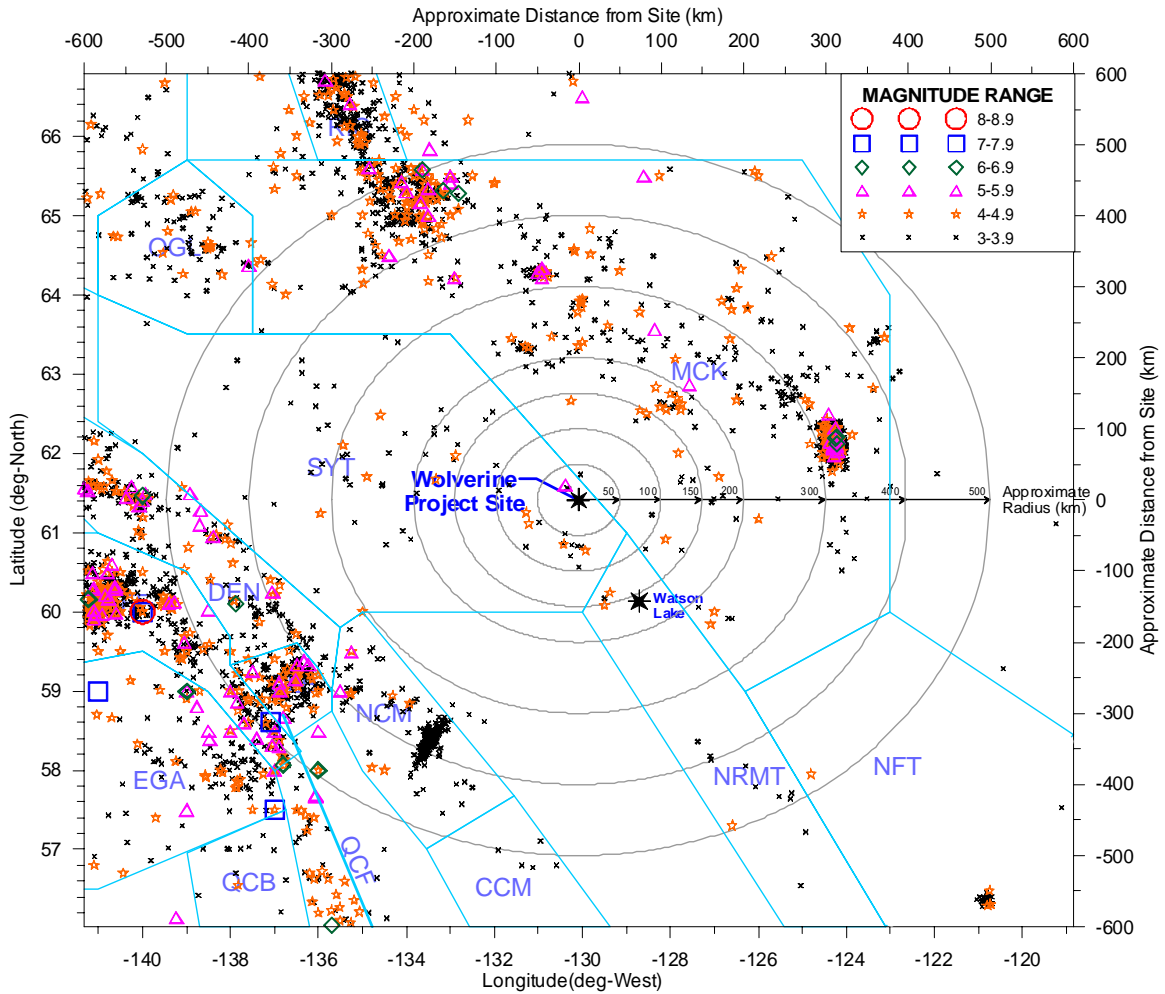 Approximate Distance from Site (km)
-600 -500 -400 -300 -200 -100 0 100 200 300 400 500 600
MAGNITUDE RANGE
8-8.9
7-7.9
6-6.9
5-5.9
4-4.9
3-3.9
66
65
64
63
62
61
60
59
58
57
Latitude (deg-North)
600
500
400
300
200
100
0
-100
-200
-300
-400
-500
-600
Approximate Distance from Site (km)
OGL
MCK
SYT
Wolverine
Project Site
50 100 150 200 300 400 500
Approximate
Radius (km)
DEN
Watson
Lake
NCM
EGA
NRMT
NFT
QCF
QCB
CCM
-140 -138 -136 -134 -132 -130 -128 -126 -124 -122 -120
Longitude(deg-West)